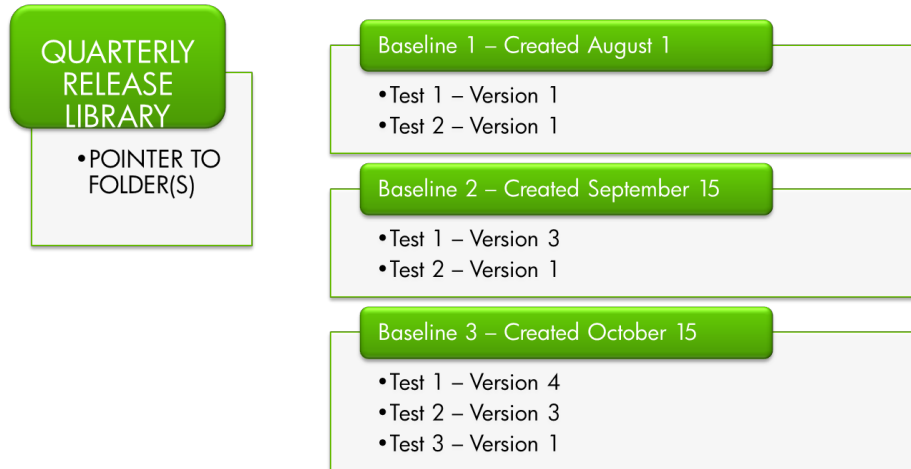 QUARTERLY
RELEASE
LIBRARY
•POINTER TO
FOLDER(S)
Baseline 1 – Created August 1
•Test 1 – Version 1
•Test 2 – Version 1
Baseline 2 – Created September 15
•Test 1 – Version 3
•Test 2 – Version 1
Baseline 3 – Created October 15
•Test 1 – Version 4
•Test 2 – Version 3
•Test 3 – Version 1